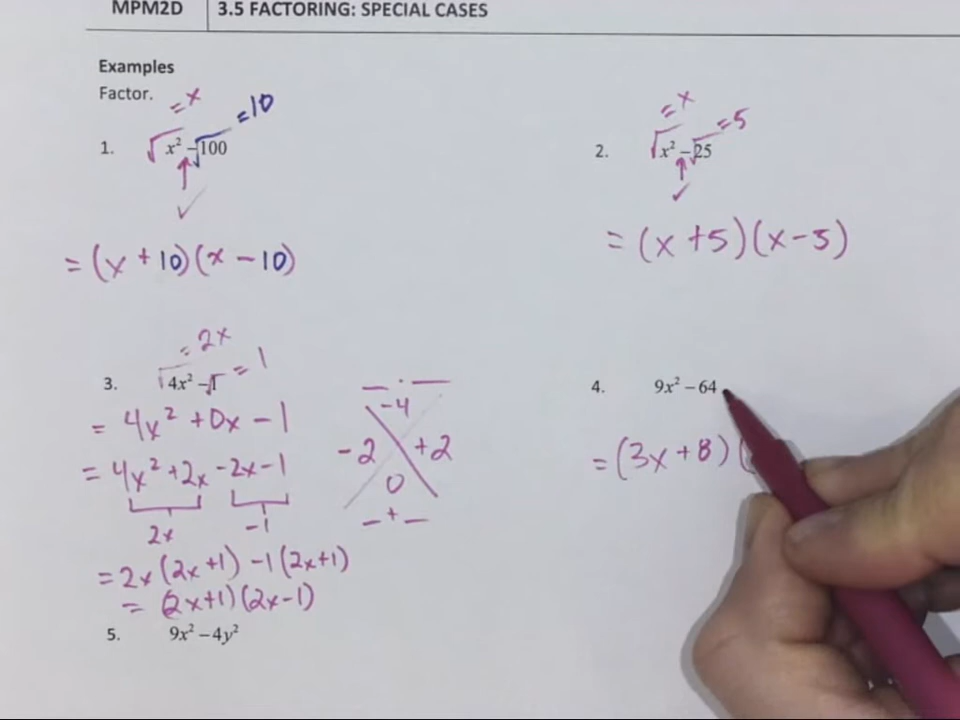 MPM2D 3.5 FACTORING: SPECIAL CASES
Examples
Factor.
= x = 10
1. √x² − √100
✓
= (x + 10)(x − 10)
= x = 5
2. √x² − √25
✓
= (x + 5)(x − 5)
= 2x = 1
3. √4x² − √1
= 4x² + 0x − 1
= 4x² + 2x − 2x − 1
2x −1
= 2x(2x+1) − 1(2x+1)
= (2x+1)(2x−1)
_ · _
−4
−2 +2
0
_ + _
4. 9x² − 64
= (3x + 8)(
5. 9x² − 4y²